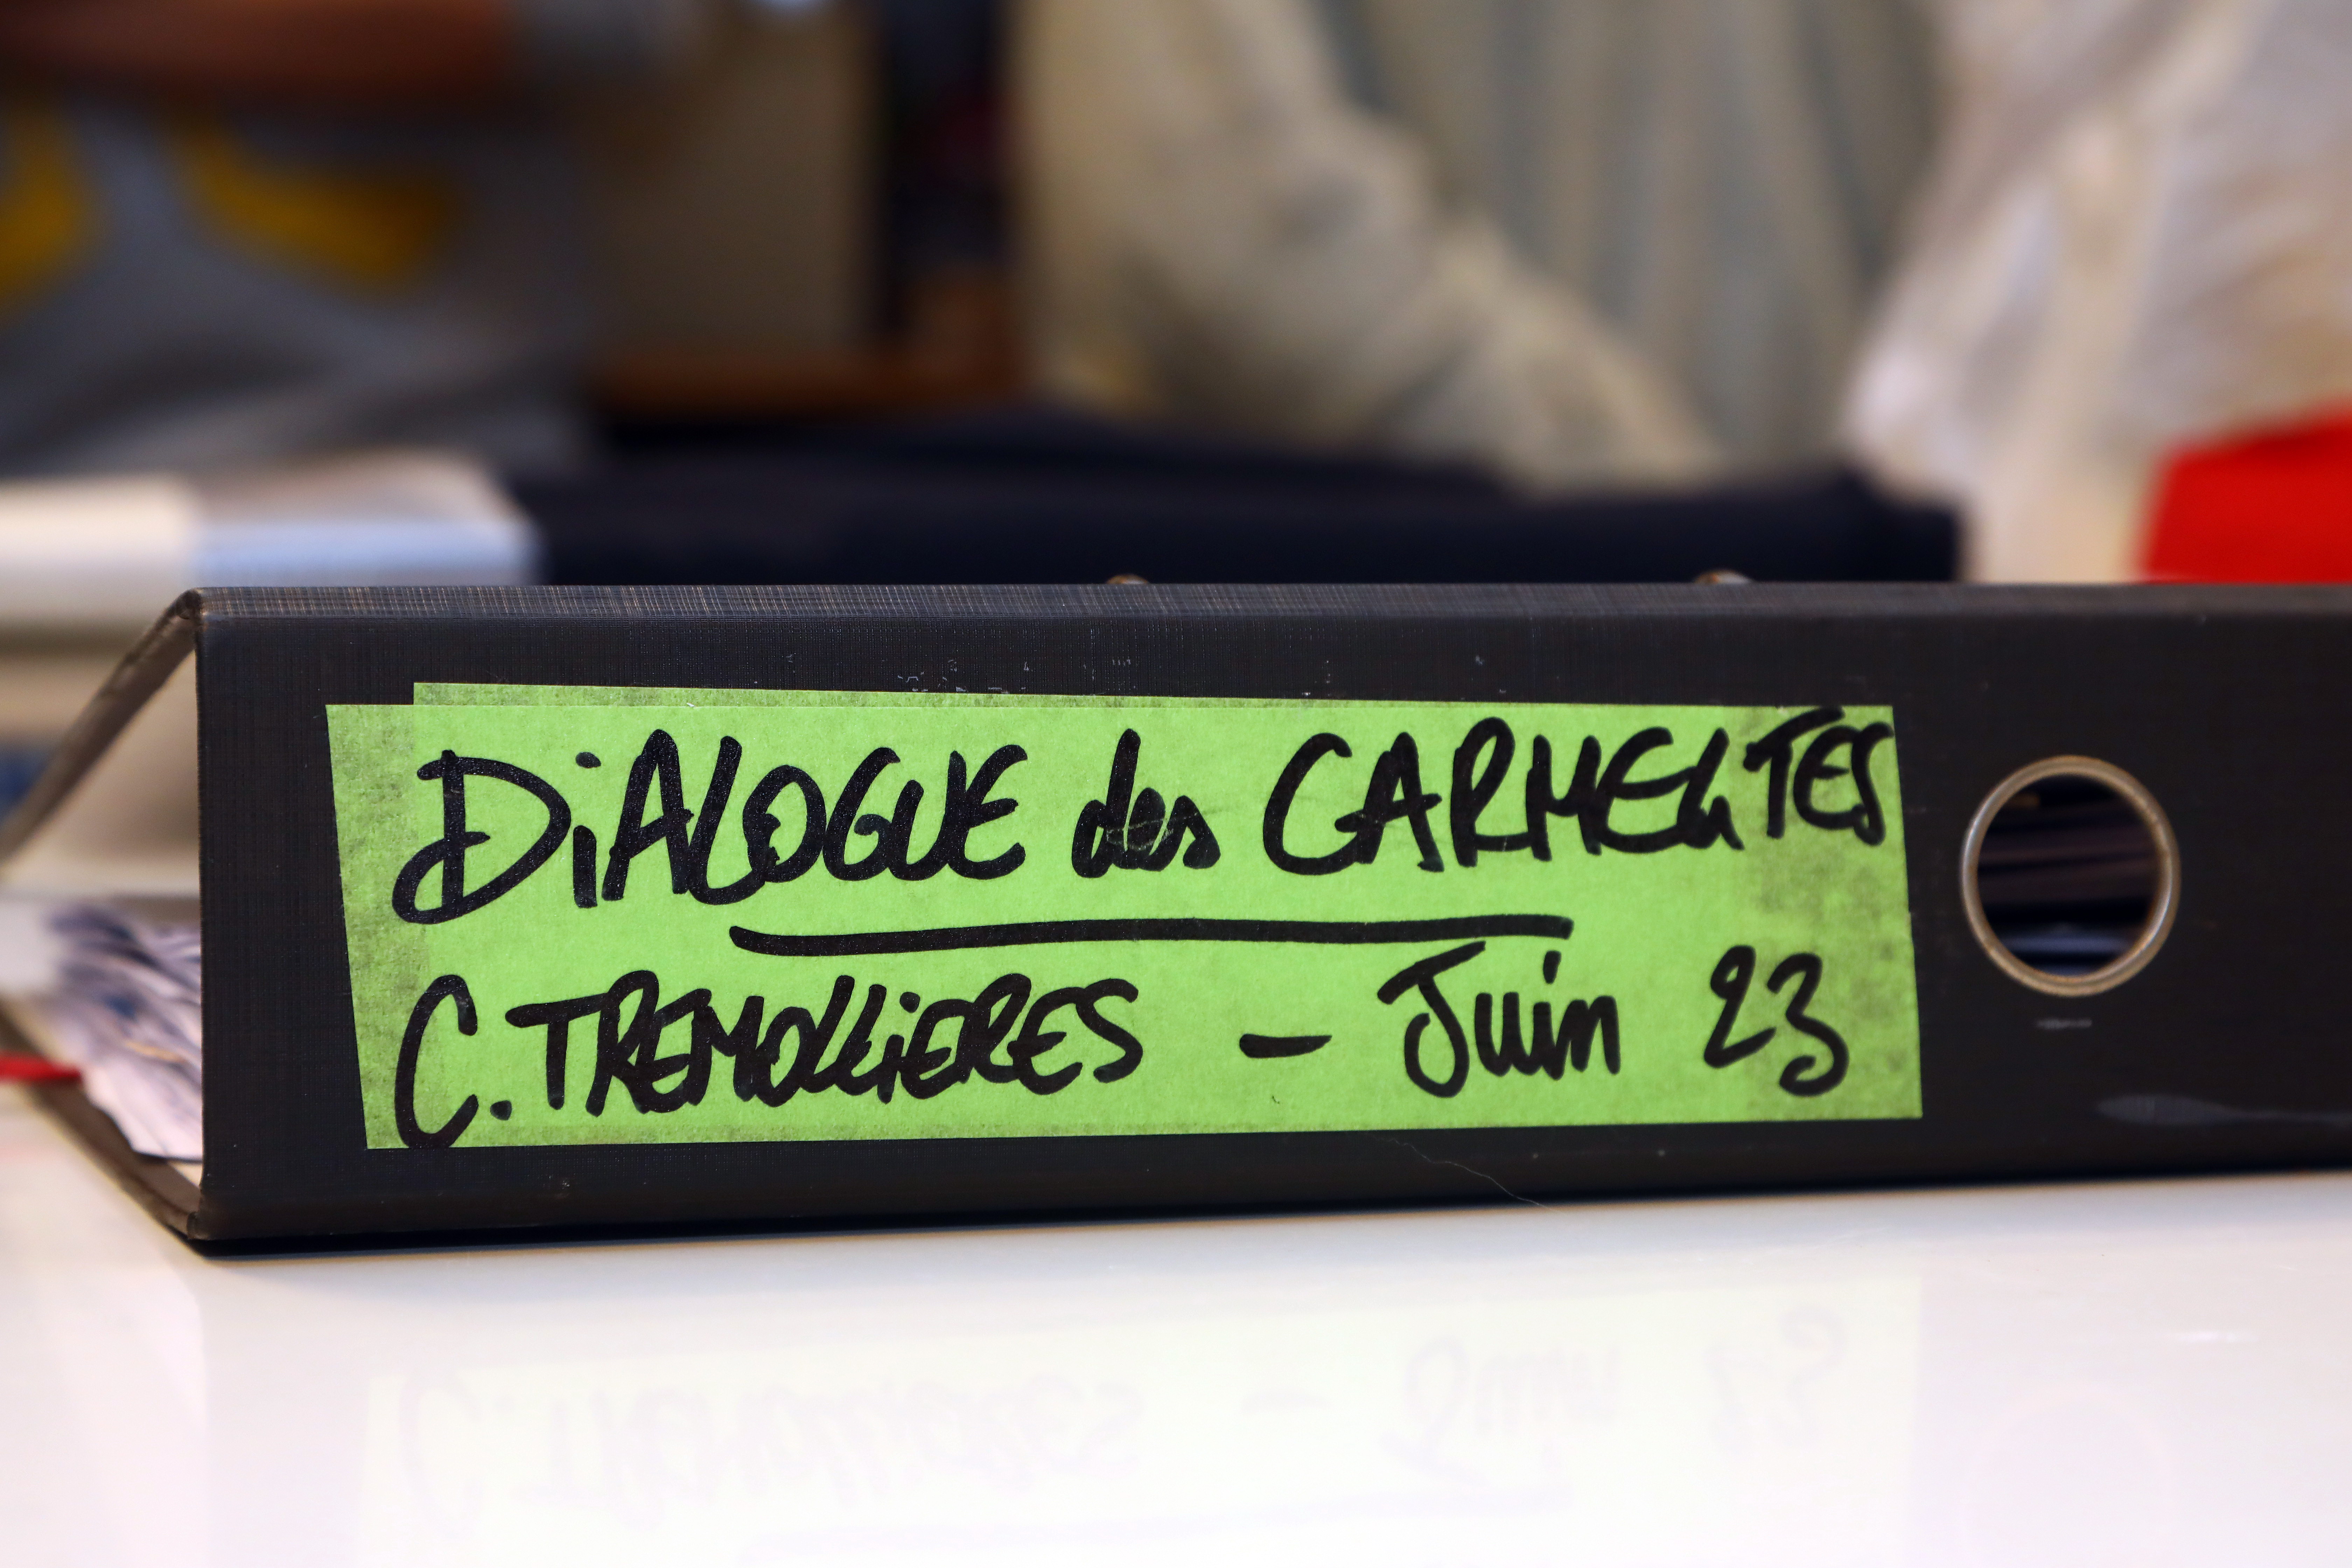 DiALOGUE des CARMELiTES
C. TREMOLLiERES - Juin 23